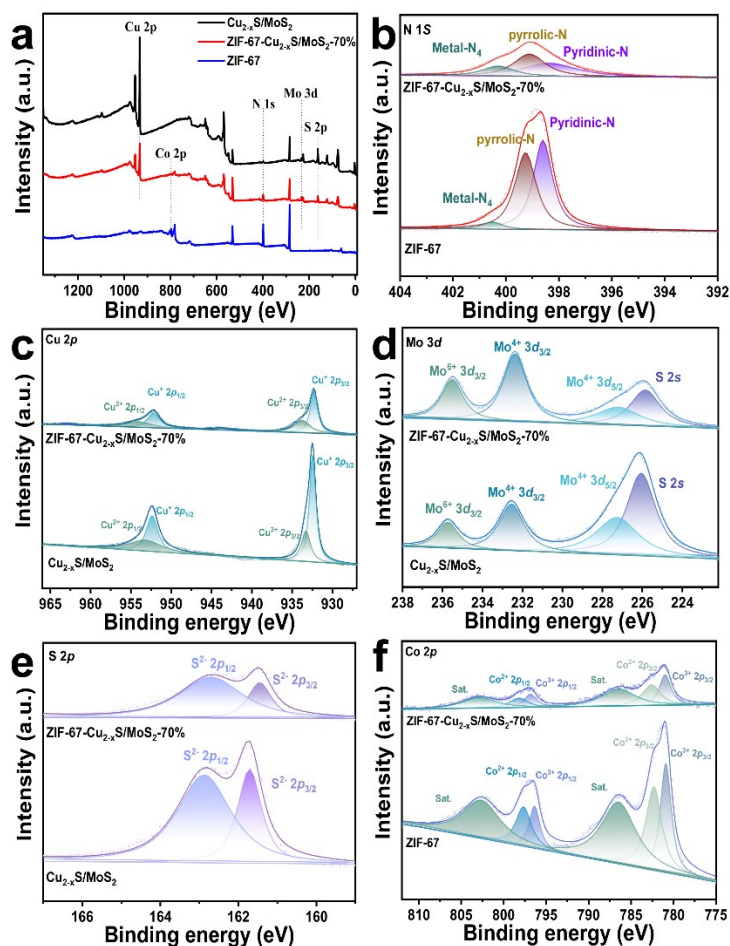 a
Cu 2p
Cu₂₋ₓS/MoS₂
ZIF-67-Cu₂₋ₓS/MoS₂-70%
ZIF-67
Mo 3d
N 1s
S 2p
Co 2p
Intensity (a.u.)
1200 1000 800 600 400 200 0
Binding energy (eV)
b
N 1S
pyrrolic-N
Metal-N₄
Pyridinic-N
ZIF-67-Cu₂₋ₓS/MoS₂-70%
pyrrolic-N
Pyridinic-N
Metal-N₄
ZIF-67
Intensity (a.u.)
404 402 400 398 396 394 392
Binding energy (eV)
c
Cu 2p
Cu⁺ 2p₃/₂
Cu⁺ 2p₁/₂
Cu²⁺ 2p₁/₂
Cu²⁺ 2p₃/₂
ZIF-67-Cu₂₋ₓS/MoS₂-70%
Cu⁺ 2p₃/₂
Cu⁺ 2p₁/₂
Cu²⁺ 2p₁/₂
Cu²⁺ 2p₃/₂
Cu₂₋ₓS/MoS₂
Intensity (a.u.)
965 960 955 950 945 940 935 930
Binding energy (eV)
d
Mo 3d
Mo⁴⁺ 3d₃/₂
Mo⁶⁺ 3d₃/₂
Mo⁴⁺ 3d₅/₂
S 2s
ZIF-67-Cu₂₋ₓS/MoS₂-70%
Mo⁶⁺ 3d₃/₂
Mo⁴⁺ 3d₃/₂
Mo⁴⁺ 3d₅/₂
S 2s
Cu₂₋ₓS/MoS₂
Intensity (a.u.)
238 236 234 232 230 228 226 224
Binding energy (eV)
e
S 2p
S²⁻ 2p₁/₂
S²⁻ 2p₃/₂
ZIF-67-Cu₂₋ₓS/MoS₂-70%
S²⁻ 2p₁/₂
S²⁻ 2p₃/₂
Cu₂₋ₓS/MoS₂
Intensity (a.u.)
166 164 162 160
Binding energy (eV)
f
Co 2p
Sat.
Co²⁺ 2p₁/₂
Co³⁺ 2p₁/₂
Sat.
Co²⁺ 2p₃/₂
Co³⁺ 2p₃/₂
ZIF-67-Cu₂₋ₓS/MoS₂-70%
Sat.
Co²⁺ 2p₁/₂
Co³⁺ 2p₁/₂
Sat.
Co²⁺ 2p₃/₂
Co³⁺ 2p₃/₂
ZIF-67
Intensity (a.u.)
810 805 800 795 790 785 780 775
Binding energy (eV)